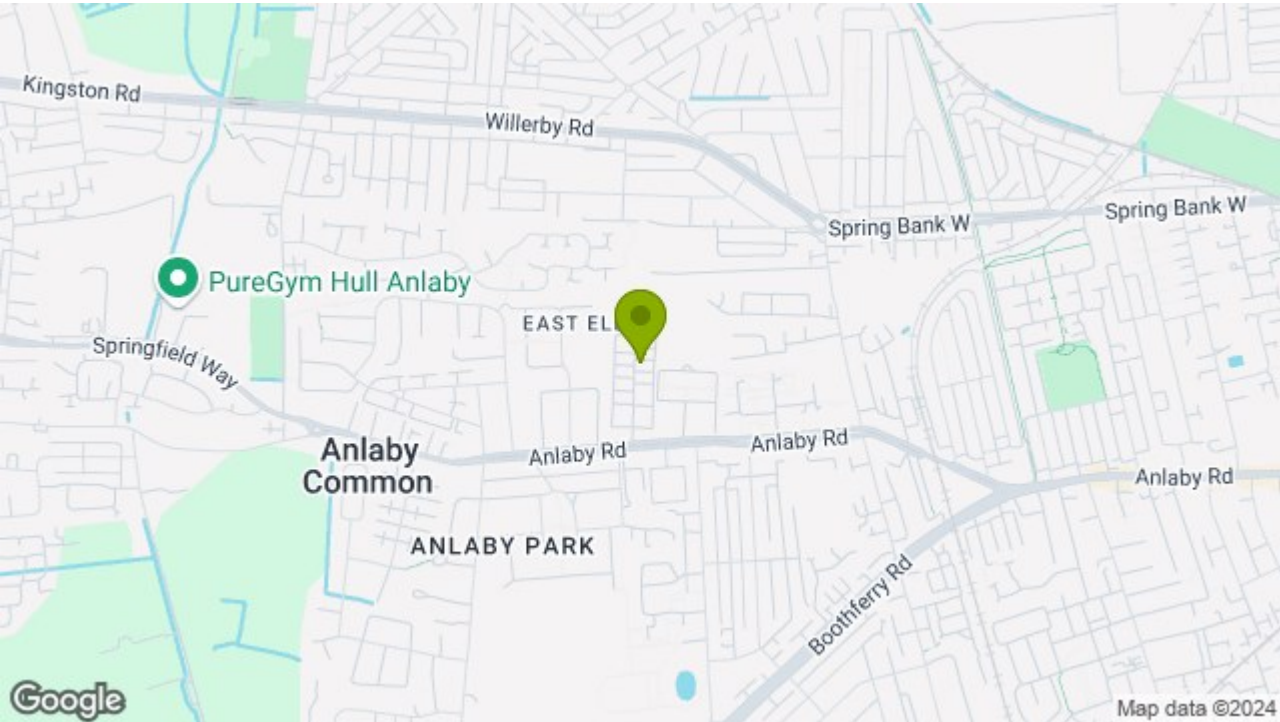 Kingston Rd
Willerby Rd
Spring Bank W
Spring Bank W
PureGym Hull Anlaby
EAST
Springfield Way
Anlaby
Common
Anlaby Rd
Anlaby Rd
Anlaby Rd
ANLABY PARK
Boothferry Rd
Google
Map data ©2024